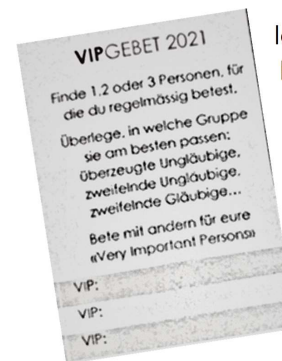 VIPGEBET 2021
Finde 1,2 oder 3 Personen, für
die du regelmässig betest.
Überlege, in welche Gruppe
sie am besten passen:
überzeugte Ungläubige,
zweifelnde Ungläubige,
zweifelnde Gläubige...
Bete mit andern für eure
«Very Important Persons»
VIP:
VIP:
VIP: